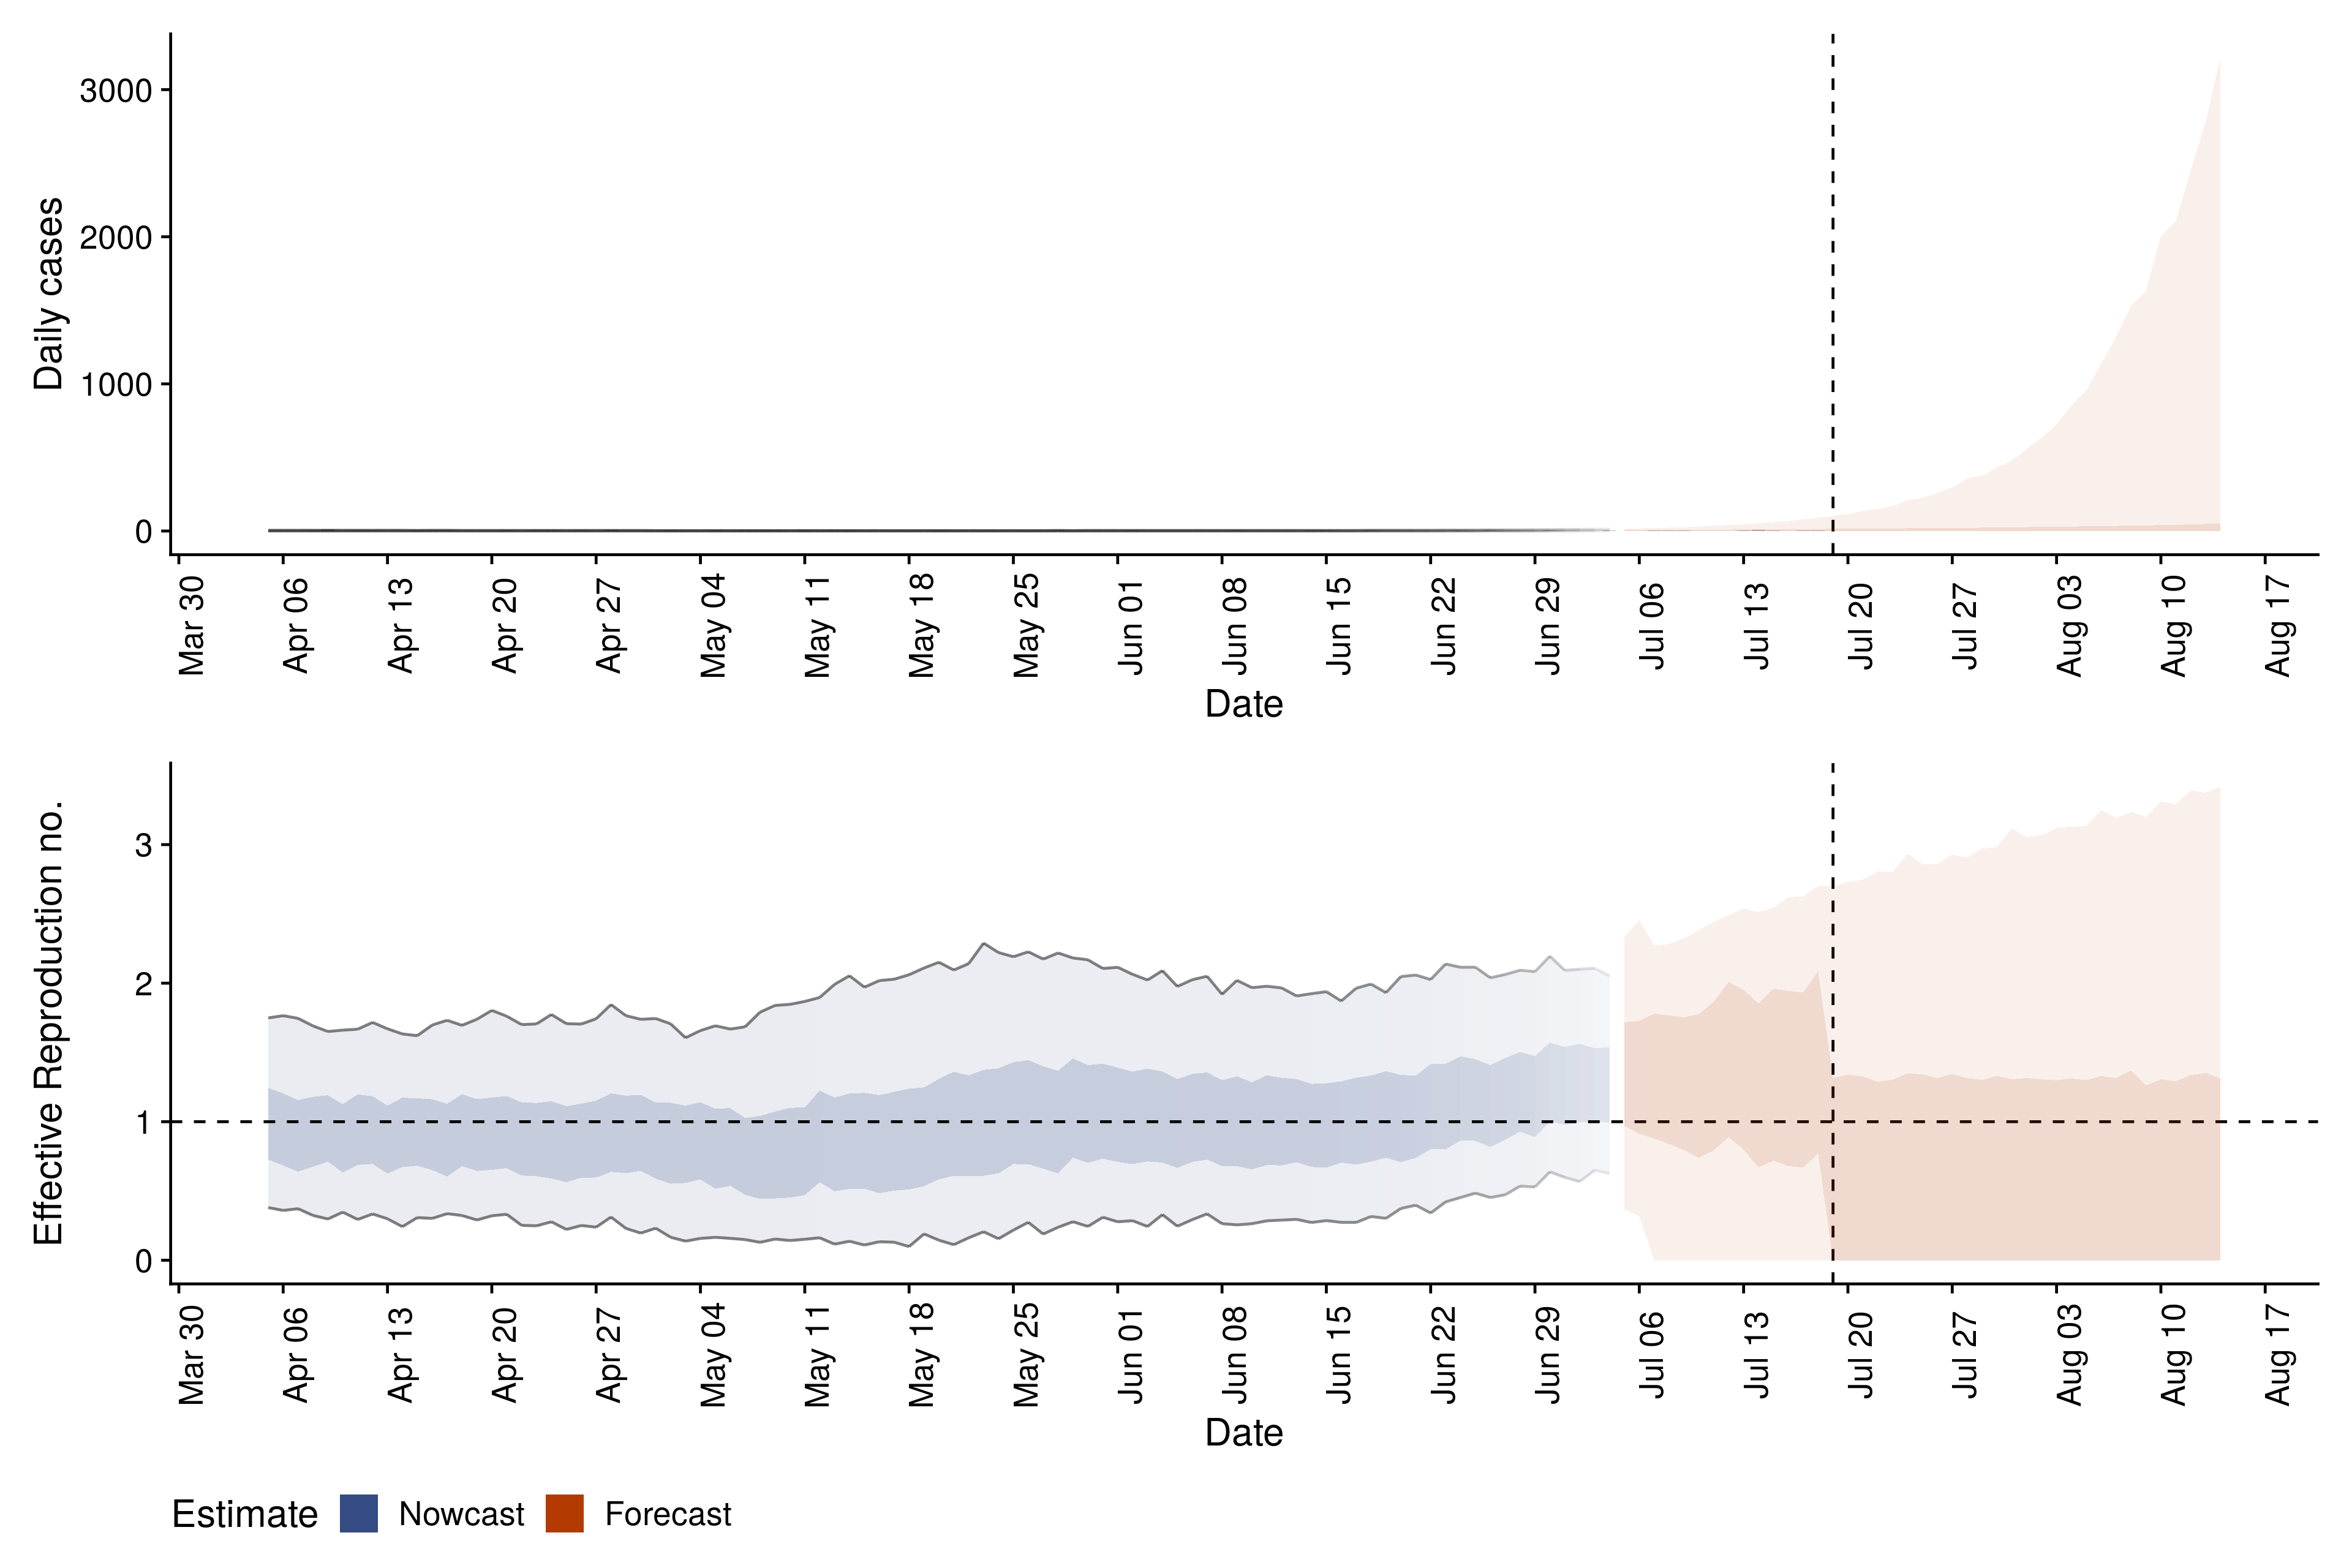 3000
2000
1000
0
Daily cases
Mar 30 Apr 06 Apr 13 Apr 20 Apr 27 May 04 May 11 May 18 May 25 Jun 01 Jun 08 Jun 15 Jun 22 Jun 29 Jul 06 Jul 13 Jul 20 Jul 27 Aug 03 Aug 10 Aug 17
Date
3
2
1
0
Effective Reproduction no.
Mar 30 Apr 06 Apr 13 Apr 20 Apr 27 May 04 May 11 May 18 May 25 Jun 01 Jun 08 Jun 15 Jun 22 Jun 29 Jul 06 Jul 13 Jul 20 Jul 27 Aug 03 Aug 10 Aug 17
Date
Estimate Nowcast Forecast